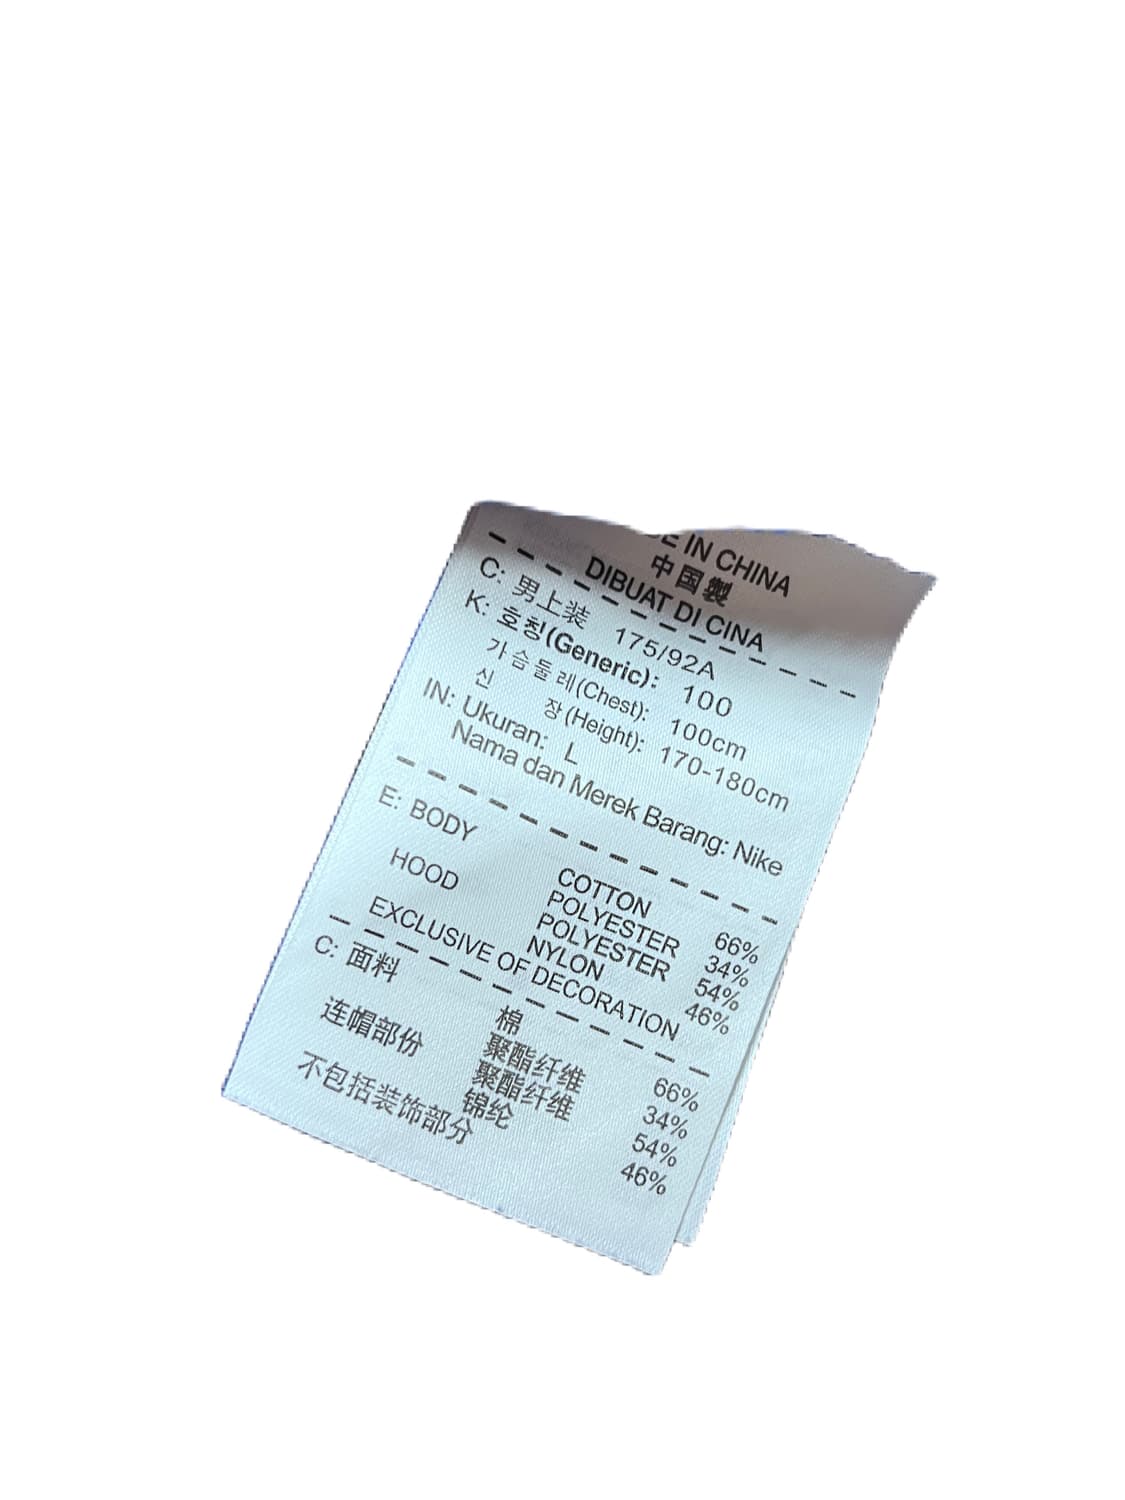 E IN CHINA
中国製
DIBUAT DI CINA
C: 男上装 175/92A
K: 호칭(Generic): 100
가슴둘레(Chest): 100cm
신 장(Height): 170-180cm
IN: Ukuran: L
Nama dan Merek Barang: Nike
E: BODY COTTON 66%
POLYESTER 34%
HOOD POLYESTER 54%
NYLON 46%
EXCLUSIVE OF DECORATION
C: 面料 棉 66%
聚酯纤维 34%
连帽部份 聚酯纤维 54%
锦纶 46%
不包括装饰部分